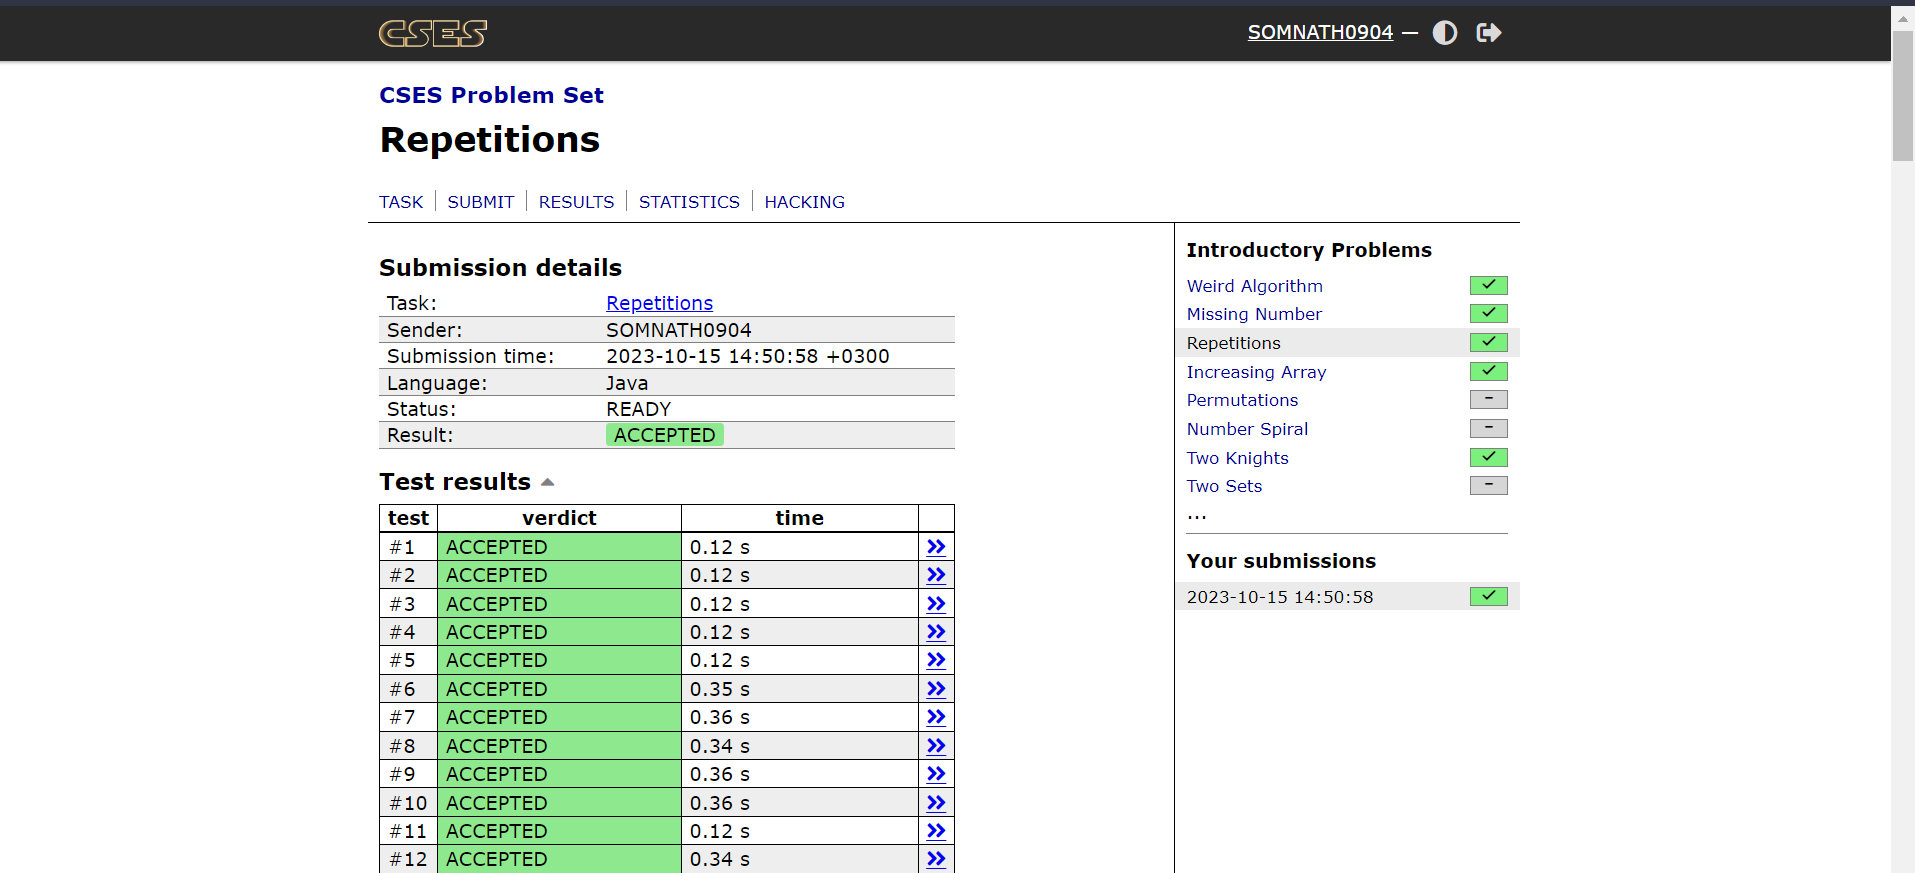 CSES
SOMNATH0904 —
CSES Problem Set
Repetitions
TASK SUBMIT RESULTS STATISTICS HACKING
Submission details
Task: Repetitions
Sender: SOMNATH0904
Submission time: 2023-10-15 14:50:58 +0300
Language: Java
Status: READY
Result: ACCEPTED
Test results
test verdict time
#1 ACCEPTED 0.12 s »
#2 ACCEPTED 0.12 s »
#3 ACCEPTED 0.12 s »
#4 ACCEPTED 0.12 s »
#5 ACCEPTED 0.12 s »
#6 ACCEPTED 0.35 s »
#7 ACCEPTED 0.36 s »
#8 ACCEPTED 0.34 s »
#9 ACCEPTED 0.36 s »
#10 ACCEPTED 0.36 s »
#11 ACCEPTED 0.12 s »
#12 ACCEPTED 0.34 s »
Introductory Problems
Weird Algorithm ✓
Missing Number ✓
Repetitions ✓
Increasing Array ✓
Permutations –
Number Spiral –
Two Knights ✓
Two Sets –
...
Your submissions
2023-10-15 14:50:58 ✓